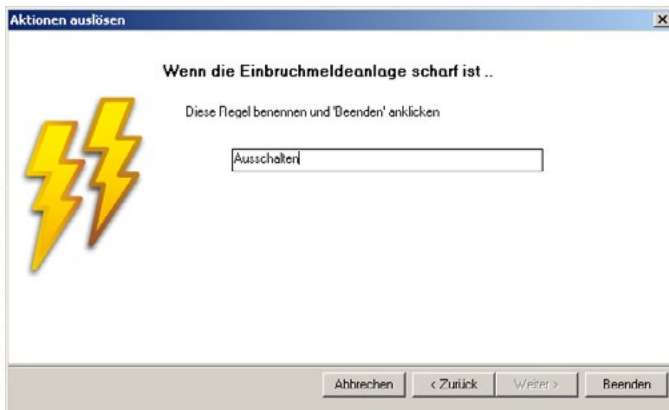 Aktionen auslösen
Wenn die Einbruchmeldeanlage scharf ist ..
Diese Regel benennen und 'Beenden' anklicken
Ausschalten
Abbrechen
< Zurück
Weiter >
Beenden